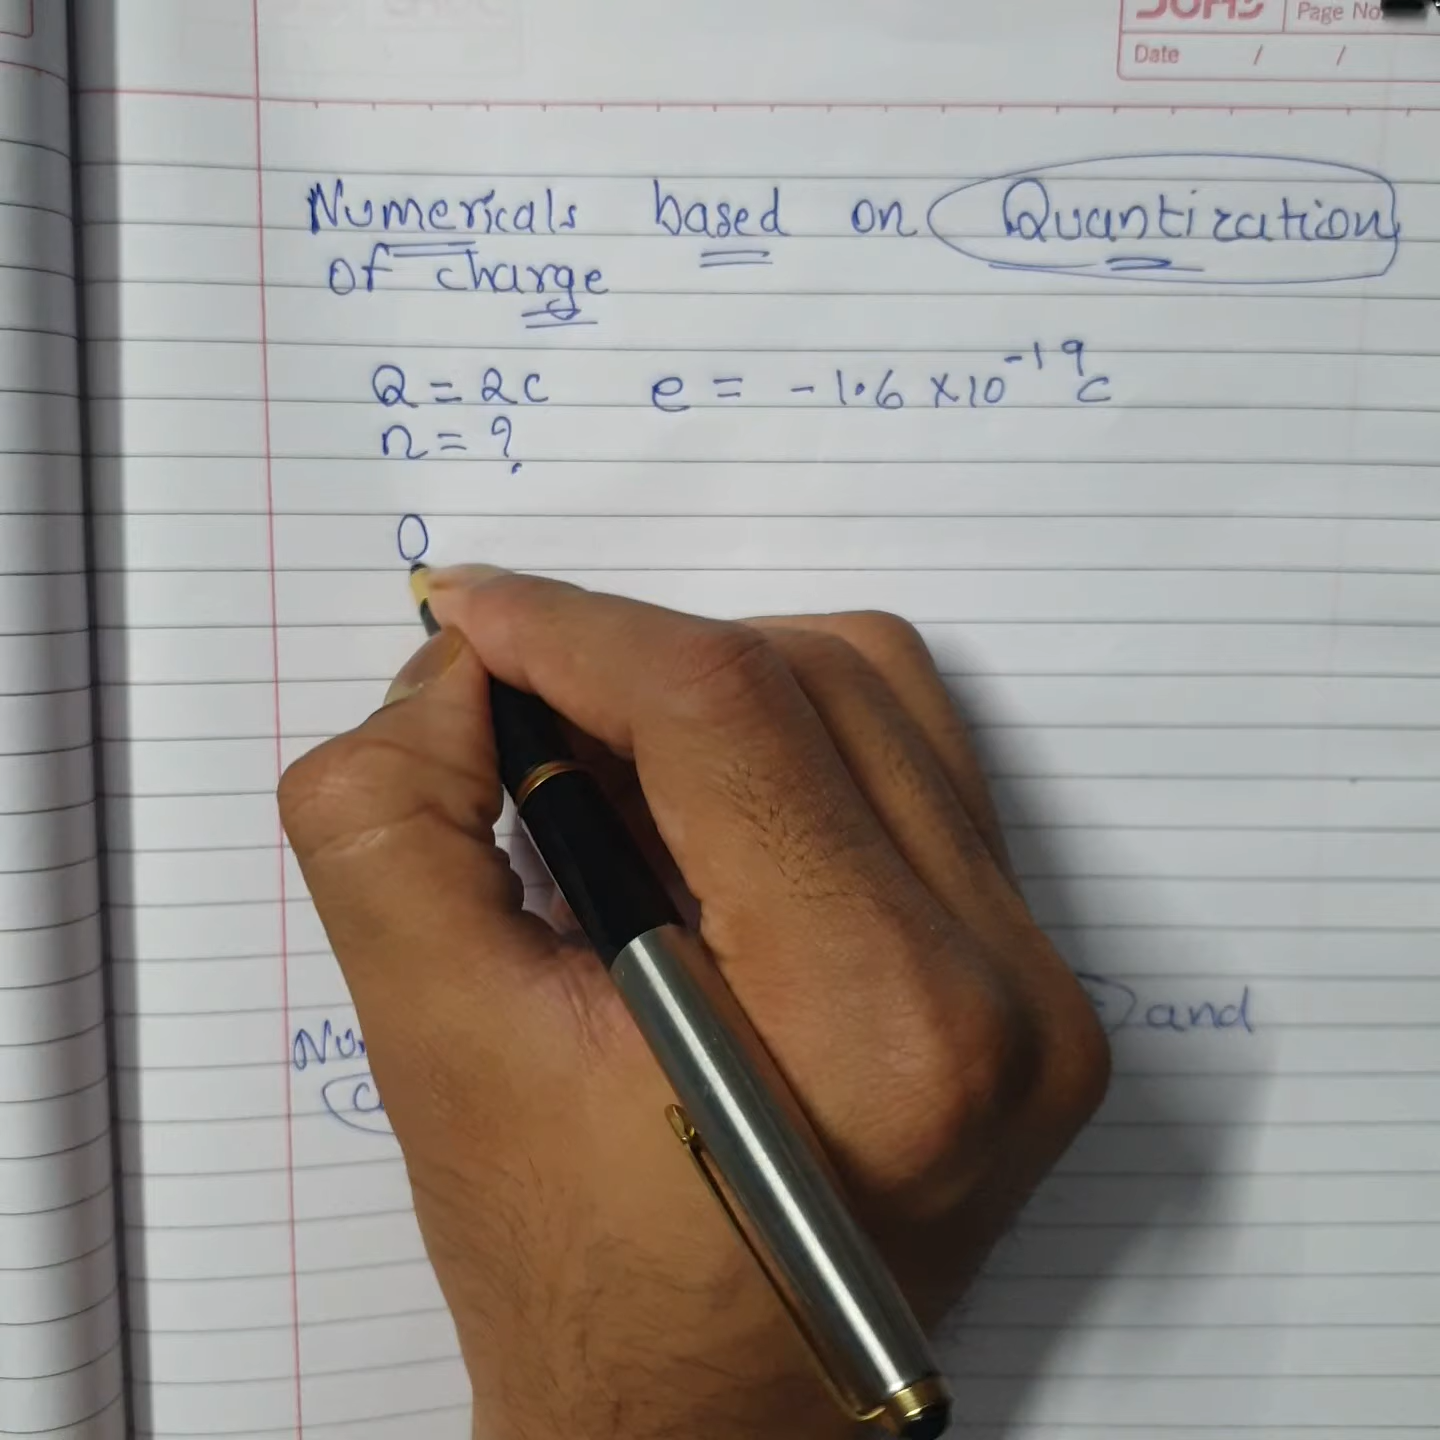 Page No.
Date / /
Numericals based on Quantization
of charge
Q = 2C e = -1.6 × 10⁻¹⁹ C
n = ?
and